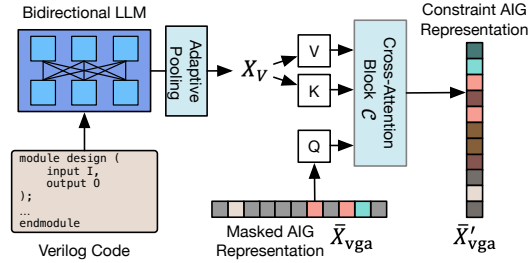 Bidirectional LLM
Adaptive
Pooling
X_V
V
K
Q
Cross-Attention
Block C
Constraint AIG
Representation
module design (
input I,
output O
);
...
endmodule
Verilog Code
Masked AIG
Representation
X̄_vga
X̄′_vga